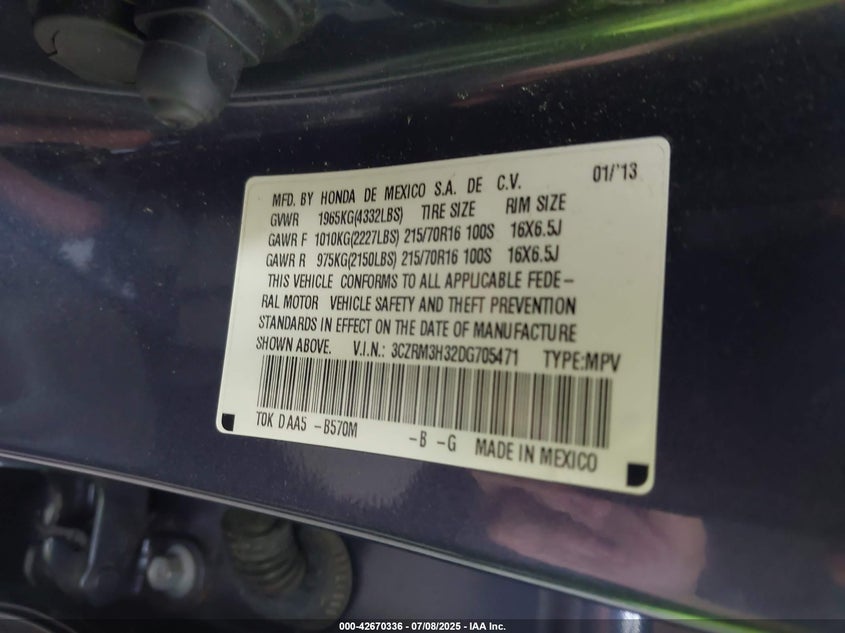 MFD. BY HONDA DE MEXICO S.A. DE C.V. 01/'13
GVWR 1965KG(4332LBS) TIRE SIZE RIM SIZE
GAWR F 1010KG(2227LBS) 215/70R16 100S 16X6.5J
GAWR R 975KG(2150LBS) 215/70R16 100S 16X6.5J
THIS VEHICLE CONFORMS TO ALL APPLICABLE FEDE-
RAL MOTOR VEHICLE SAFETY AND THEFT PREVENTION
STANDARDS IN EFFECT ON THE DATE OF MANUFACTURE
SHOWN ABOVE. V.I.N.: 3CZRM3H32DG705471 TYPE:MPV
T0K D AA5 -B570M -B -G MADE IN MEXICO
000-42670336 - 07/08/2025 - IAA Inc.